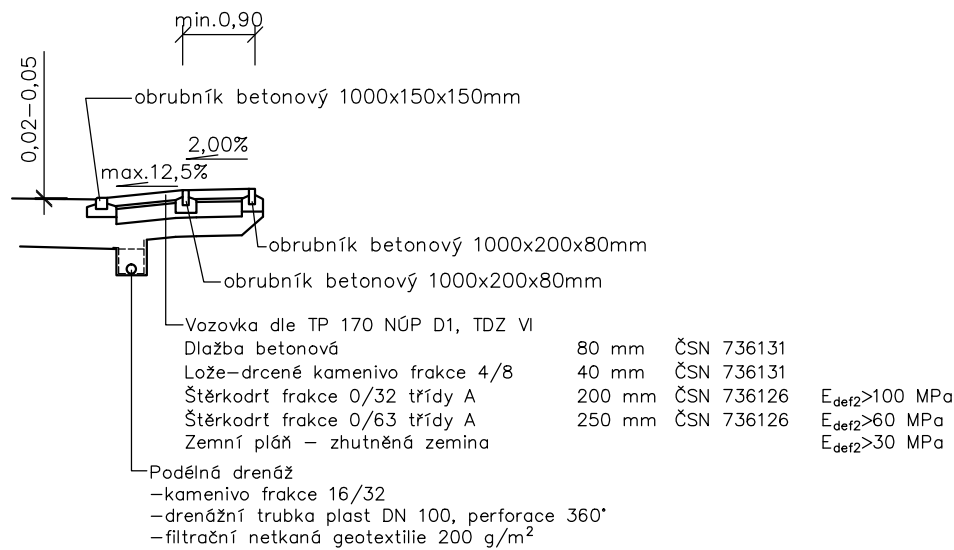 min.0,90
0,02–0,05
obrubník betonový 1000x150x150mm
2,00%
max.12,5%
obrubník betonový 1000x200x80mm
obrubník betonový 1000x200x80mm
Vozovka dle TP 170 NÚP D1, TDZ VI
Dlažba betonová 80 mm ČSN 736131
Lože–drcené kamenivo frakce 4/8 40 mm ČSN 736131
Štěrkodrť frakce 0/32 třídy A 200 mm ČSN 736126 Edef2>100 MPa
Štěrkodrť frakce 0/63 třídy A 250 mm ČSN 736126 Edef2>60 MPa
Zemní pláň – zhutněná zemina Edef2>30 MPa
Podélná drenáž
–kamenivo frakce 16/32
–drenážní trubka plast DN 100, perforace 360°
–filtrační netkaná geotextilie 200 g/m²